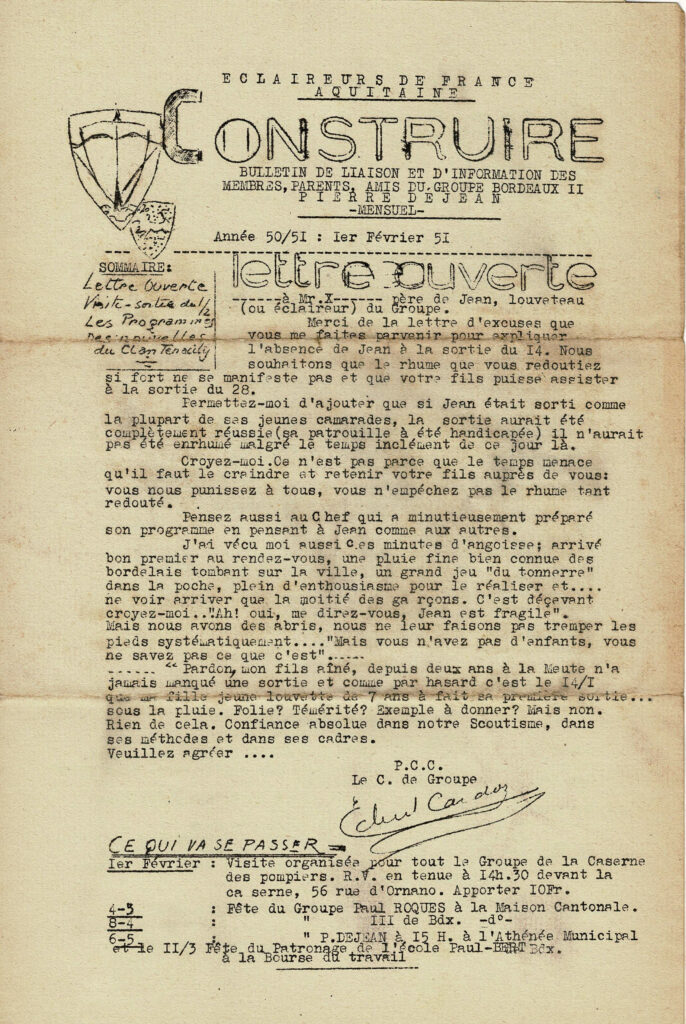 ECLAIREURS DE FRANCE
AQUITAINE
CONSTRUIRE
BULLETIN DE LIAISON ET D'INFORMATION DES
MEMBRES, PARENTS, AMIS DU GROUPE BORDEAUX II
PIERRE DEJEAN
-MENSUEL-
Année 50/5I : Ier Février 5I
SOMMAIRE:
Lettre Ouverte
Visite-sortie du 1/2
Les Programmes
nouvelles
du Clan
lettre ouverte
------à Mr.X------ père de Jean, louveteau
(ou éclaireur) du Groupe.
Merci de la lettre d'excuses que
vous me faites parvenir pour expliquer
l'absence de Jean à la sortie du I4. Nous
souhaitons que le rhume que vous redoutiez
si fort ne se manifeste pas et que votre fils puisse assister
à la sortie du 28.
Permettez-moi d'ajouter que si Jean était sorti comme
la plupart de ses jeunes camarades, la sortie aurait été
complètement réussie(sa patrouille à été handicapée) il n'aurait
pas été enrhumé malgré le temps inclément de ce jour là.
Croyez-moi.Ce n'est pas parce que le temps menace
qu'il faut le craindre et retenir votre fils auprès de vous:
vous nous punissez à tous, vous n'empéchez pas le rhume tant
redouté.
Pensez aussi au Chef qui a minutieusement préparé
son programme en pensant à Jean comme aux autres.
J'ai vécu moi aussi ces minutes d'angoisse; arrivé
bon premier au rendez-vous, une pluie fine bien connue des
bordelais tombant sur la ville, un grand jeu "du tonnerre"
dans la poche, plein d'enthousiasme pour le réaliser et....
ne voir arriver que la moitié des ga rçons. C'est déçevant
croyez-moi.."Ah! oui, me direz-vous, Jean est fragile".
Mais nous avons des abris, nous ne leur faisons pas tremper les
pieds systématiquement...."Mais vous n'avez pas d'enfants, vous
ne savez pas ce que c'est".-----
------ " Pardon, mon fils aîné, depuis deux ans à la Meute n'a
jamais manqué une sortie et comme par hasard c'est le I4/I
que ma fille jeune louvette de 7 ans à fait sa première sortie...
sous la pluie. Folie? Témérité? Exemple à donner? Mais non.
Rien de cela. Confiance absolue dans notre Scoutisme, dans
ses méthodes et dans ses cadres.
Veuillez agréer ....
P.C.C.
Le C. de Groupe
CE QUI VA SE PASSER
Ier Février : Visite organisée pour tout le Groupe de la Caserne
des pompiers. R.V. en tenue à I4h.30 devant la
ca serne, 56 rue d'Ornano. Apporter IOFr.
4-3 : Fête du Groupe Paul ROQUES à la Maison Cantonale.
8-4 : " III de Bdx. -d°-
6-5 : " P.DEJEAN à I5 H. à l'Athénée Municipal
et le II/3 Fête du Patronage de l'école Paul-BERT Bdx.
à la Bourse du travail